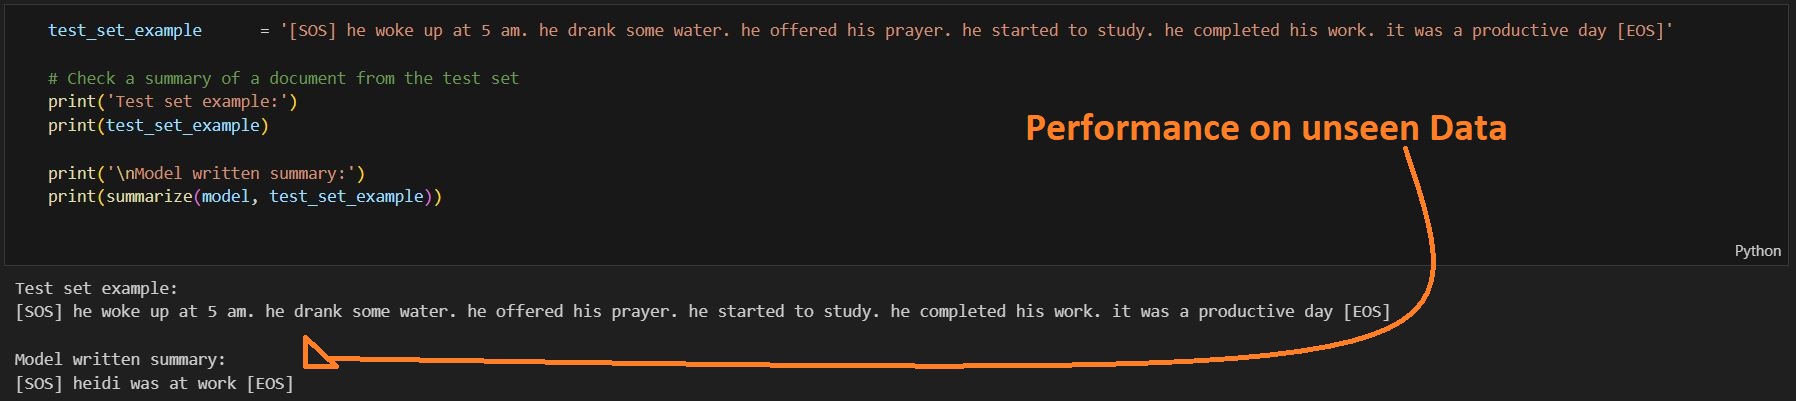 test_set_example      = '[SOS] he woke up at 5 am. he drank some water. he offered his prayer. he started to study. he completed his work. it was a productive day [EOS]'
# Check a summary of a document from the test set
print('Test set example:')
print(test_set_example)
Performance on unseen Data
print('\nModel written summary:')
print(summarize(model, test_set_example))
Python
Test set example:
[SOS] he woke up at 5 am. he drank some water. he offered his prayer. he started to study. he completed his work. it was a productive day [EOS]
Model written summary:
[SOS] heidi was at work [EOS]